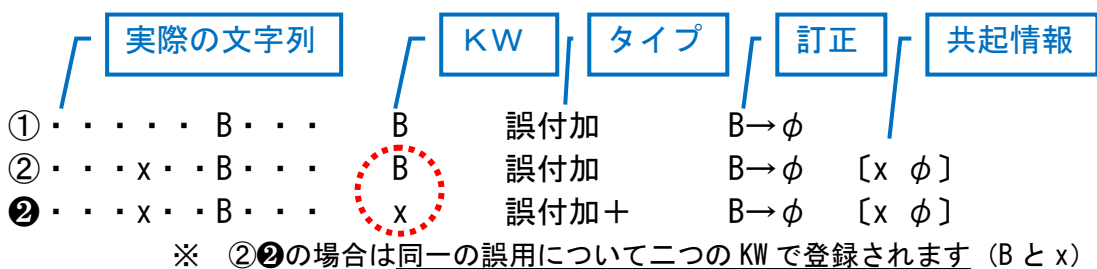 実際の文字列 KW タイプ 訂正 共起情報
①・・・・・B・・・ B 誤付加 B→φ
②・・・x・・B・・・ B 誤付加 B→φ 〔x φ〕
❷・・・x・・B・・・ x 誤付加+ B→φ 〔x φ〕
※ ②❷の場合は同一の誤用について二つの KW で登録されます（B と x）